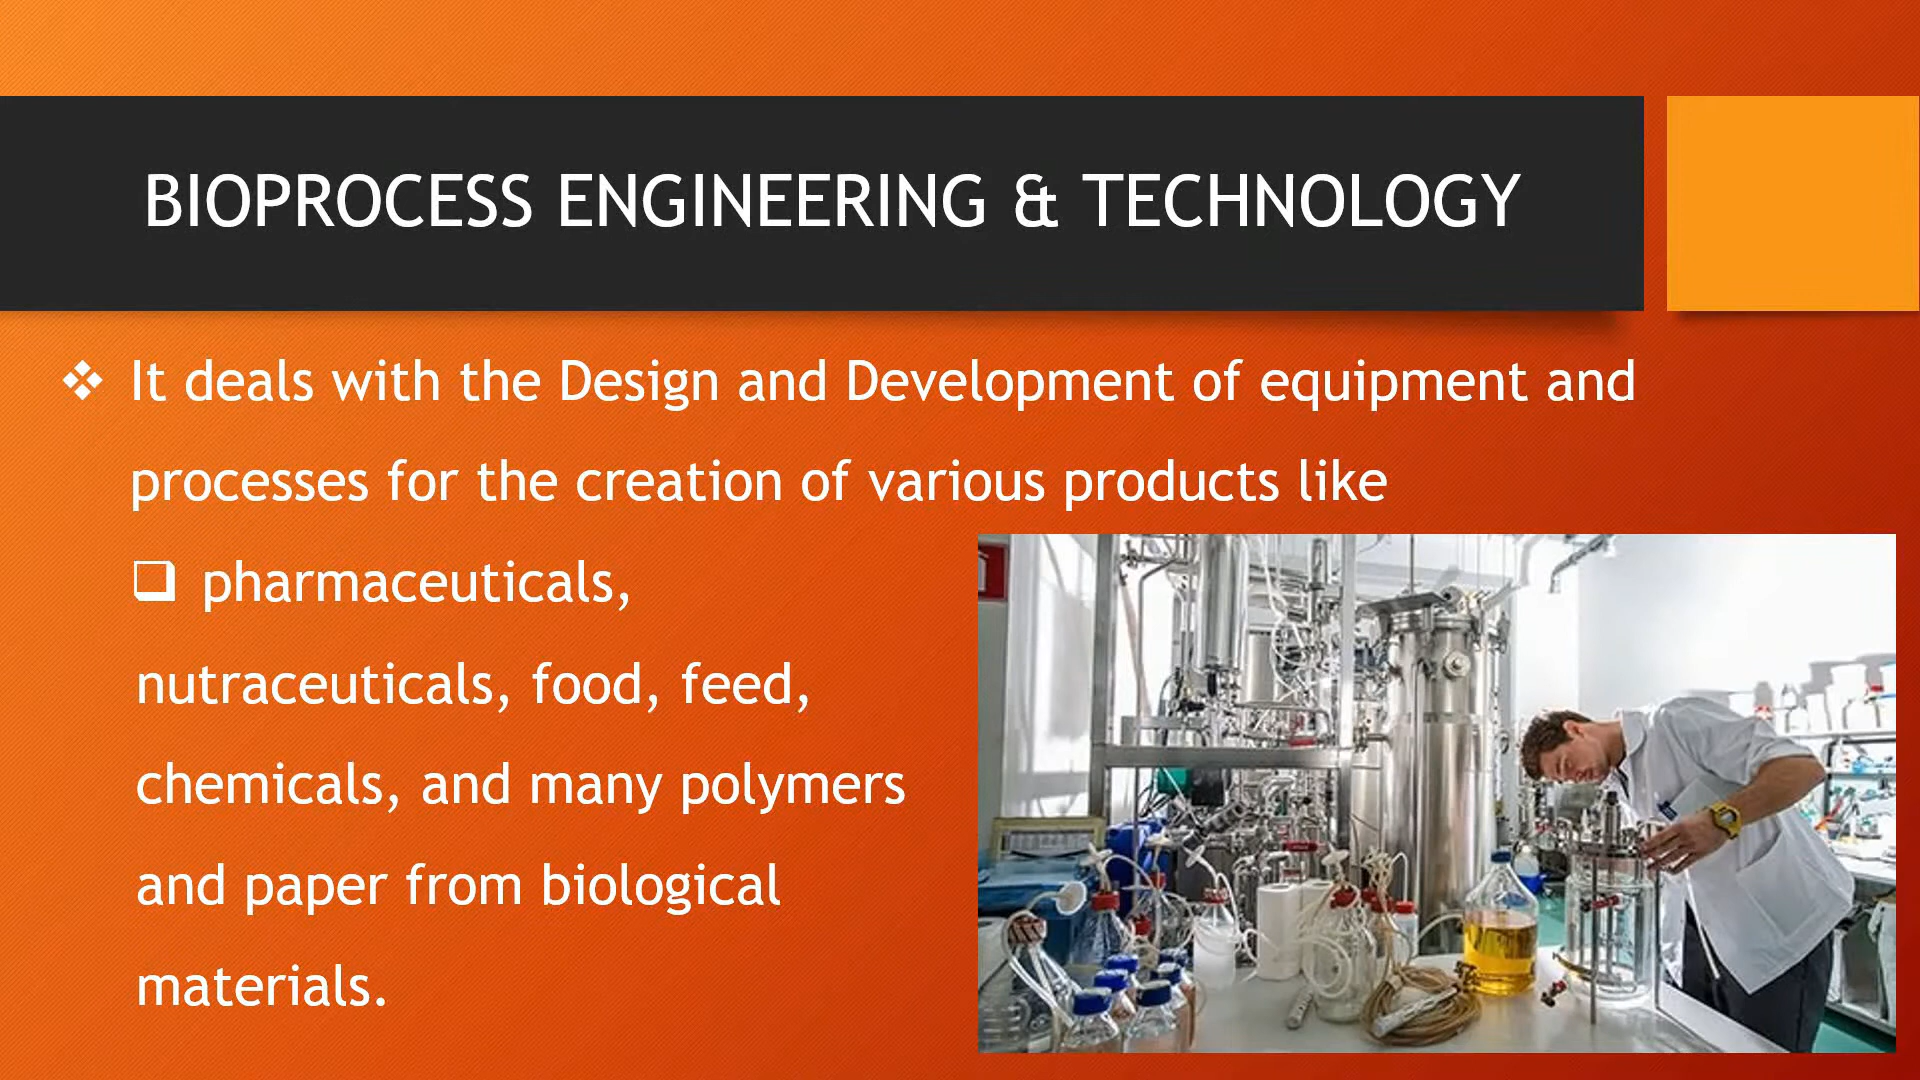 BIOPROCESS ENGINEERING & TECHNOLOGY
It deals with the Design and Development of equipment and
processes for the creation of various products like
pharmaceuticals,
nutraceuticals, food, feed,
chemicals, and many polymers
and paper from biological
materials.